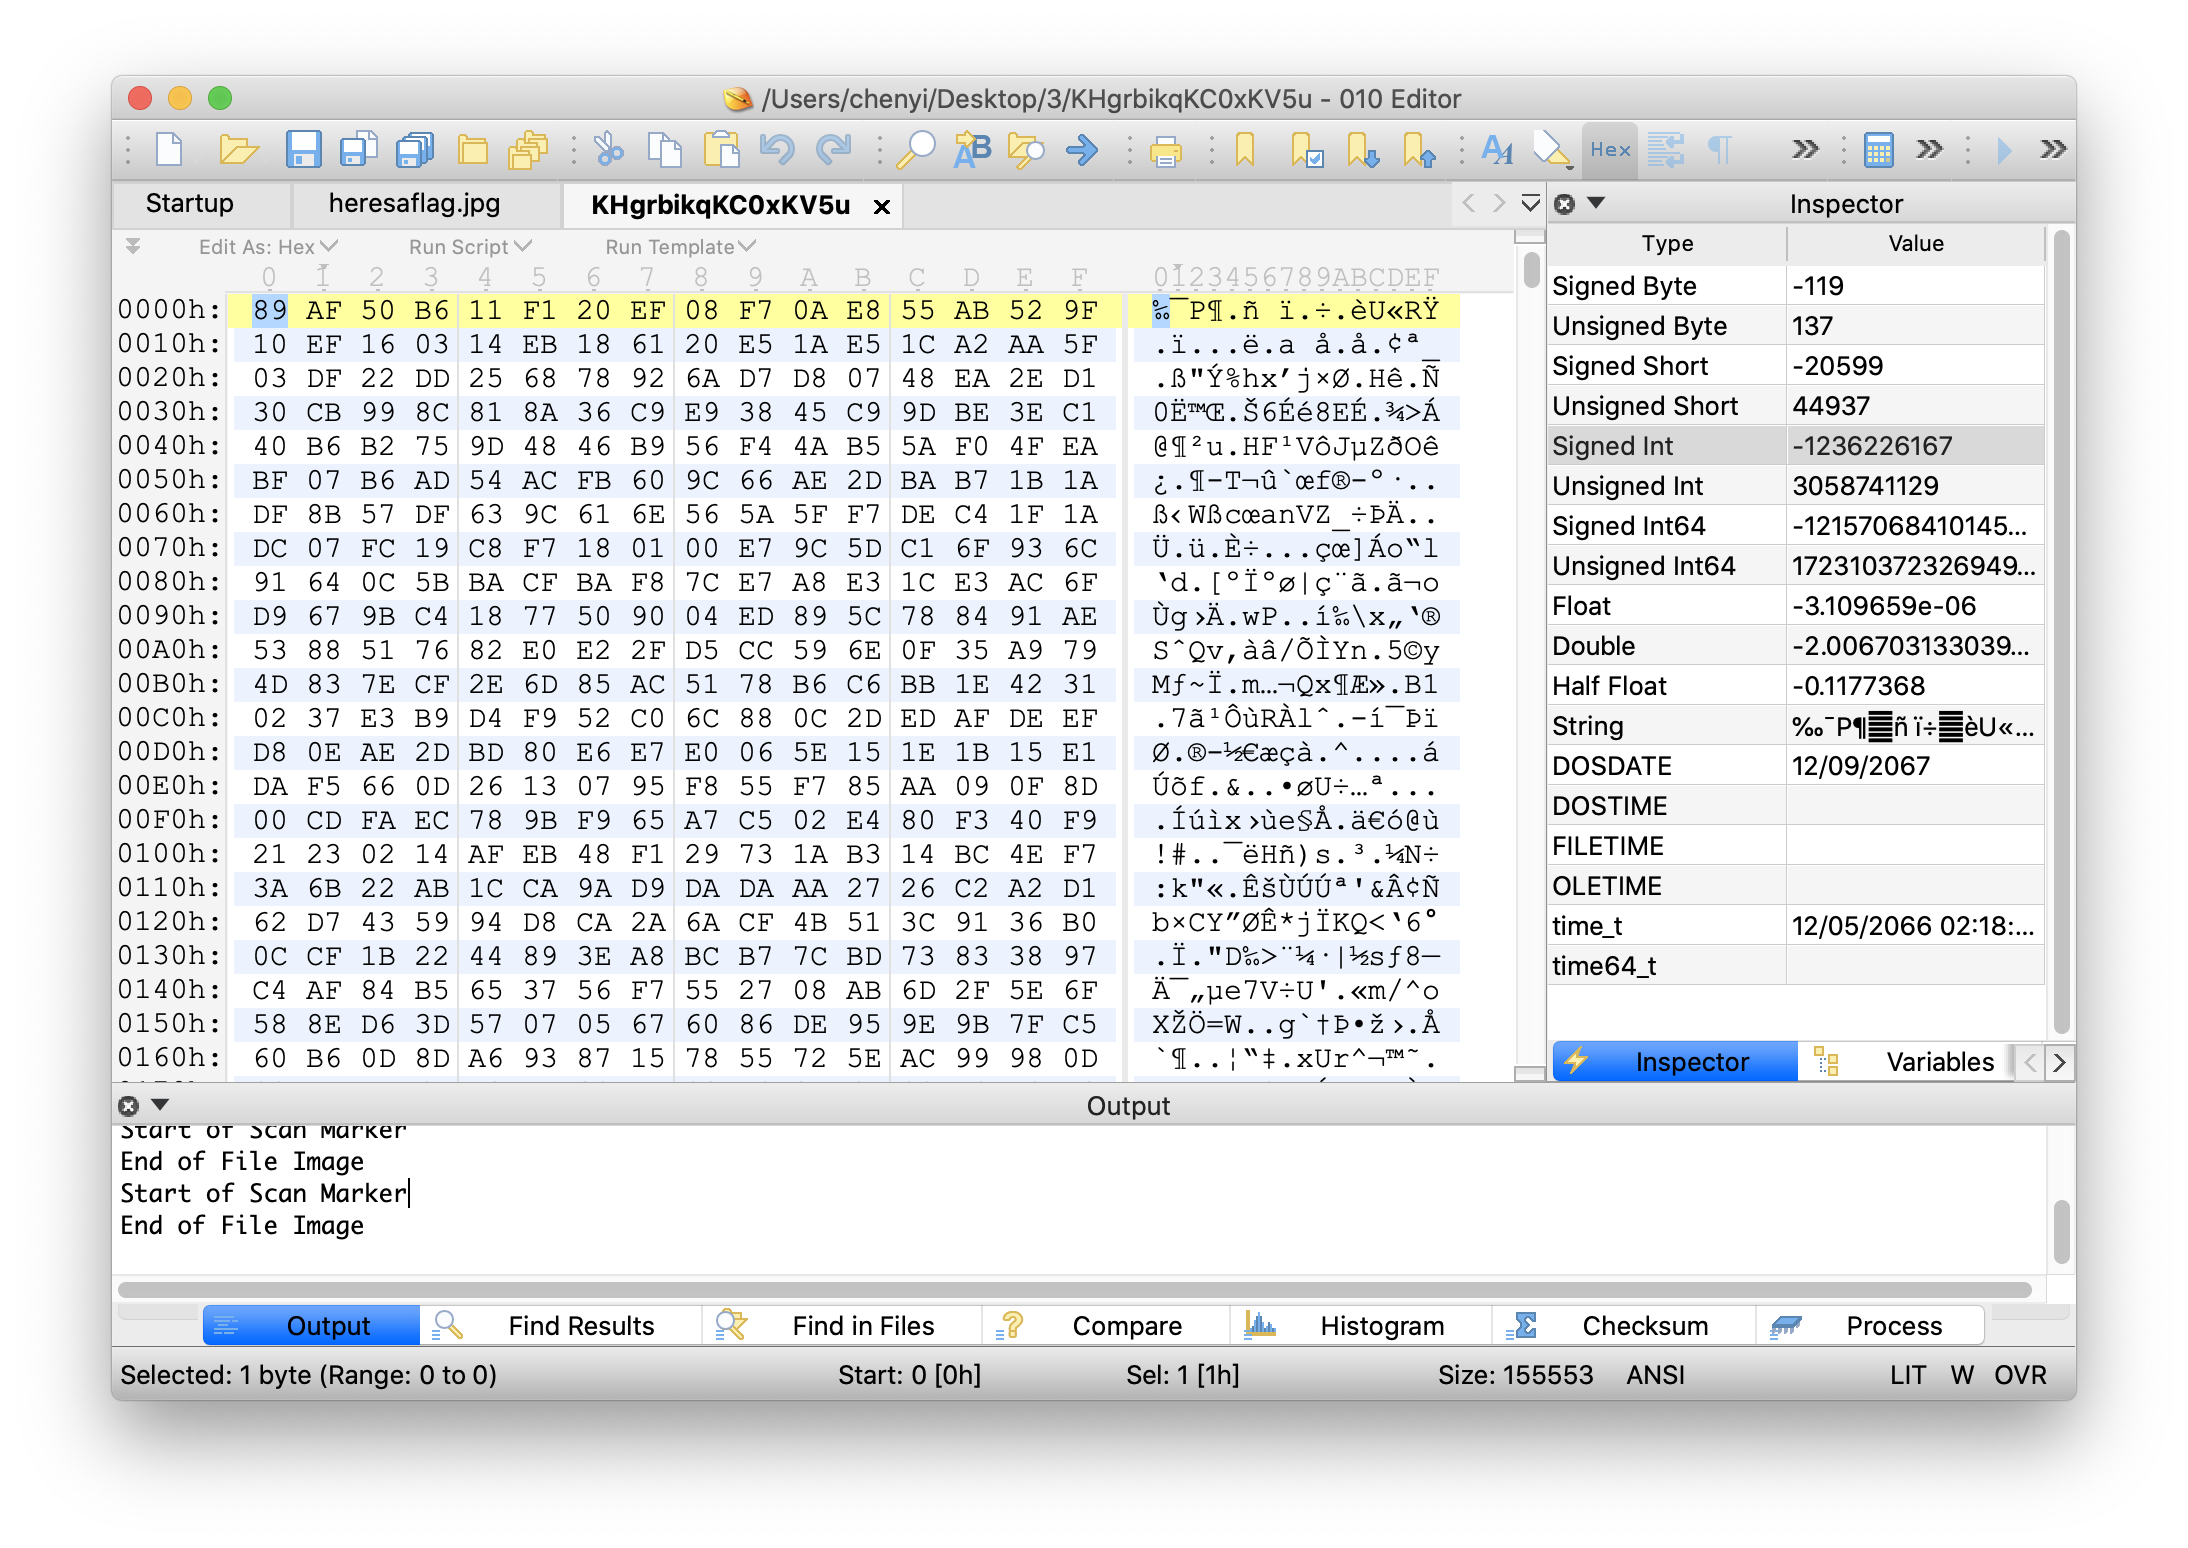 /Users/chenyi/Desktop/3/KHgrbikqKC0xKV5u - 010 Editor
Hex
Startup heresaflag.jpg KHgrbikqKC0xKV5u
Inspector
Edit As: Hex Run Script Run Template
Type Value
0 1 2 3 4 5 6 7 8 9 A B C D E F 0123456789ABCDEF
0000h: 89 AF 50 B6 11 F1 20 EF 08 F7 0A E8 55 AB 52 9F ‰¯P¶.ñ ï.÷.èU«RŸ
0010h: 10 EF 16 03 14 EB 18 61 20 E5 1A E5 1C A2 AA 5F .ï...ë.a å.å.¢ª_
0020h: 03 DF 22 DD 25 68 78 92 6A D7 D8 07 48 EA 2E D1 .ß"Ý%hx’j×Ø.Hê.Ñ
0030h: 30 CB 99 8C 81 8A 36 C9 E9 38 45 C9 9D BE 3E C1 0Ë™Œ.Š6Éé8EÉ.¾>Á
0040h: 40 B6 B2 75 9D 48 46 B9 56 F4 4A B5 5A F0 4F EA @¶²u.HF¹VôJµZðOê
0050h: BF 07 B6 AD 54 AC FB 60 9C 66 AE 2D BA B7 1B 1A ¿.¶-T¬û`œf®-º·..
0060h: DF 8B 57 DF 63 9C 61 6E 56 5A 5F F7 DE C4 1F 1A ß‹WßcœanVZ_÷ÞÄ..
0070h: DC 07 FC 19 C8 F7 18 01 00 E7 9C 5D C1 6F 93 6C Ü.ü.È÷...çœ]Áo“l
0080h: 91 64 0C 5B BA CF BA F8 7C E7 A8 E3 1C E3 AC 6F ‘d.[ºÏºø|ç¨ã.ã¬o
0090h: D9 67 9B C4 18 77 50 90 04 ED 89 5C 78 84 91 AE Ùg›Ä.wP..í‰\x„‘®
00A0h: 53 88 51 76 82 E0 E2 2F D5 CC 59 6E 0F 35 A9 79 SˆQv‚àâ/ÕÌYn.5©y
00B0h: 4D 83 7E CF 2E 6D 85 AC 51 78 B6 C6 BB 1E 42 31 Mƒ~Ï.m…¬Qx¶Æ».B1
00C0h: 02 37 E3 B9 D4 F9 52 C0 6C 88 0C 2D ED AF DE EF .7ã¹ÔùRÀlˆ.-í¯Þï
00D0h: D8 0E AE 2D BD 80 E6 E7 E0 06 5E 15 1E 1B 15 E1 Ø.®-½€æçà.^....á
00E0h: DA F5 66 0D 26 13 07 95 F8 55 F7 85 AA 09 0F 8D Úõf.&..•øU÷…ª...
00F0h: 00 CD FA EC 78 9B F9 65 A7 C5 02 E4 80 F3 40 F9 .Íúìx›ùe§Å.ä€ó@ù
0100h: 21 23 02 14 AF EB 48 F1 29 73 1A B3 14 BC 4E F7 !#..¯ëHñ)s.³.¼N÷
0110h: 3A 6B 22 AB 1C CA 9A D9 DA DA AA 27 26 C2 A2 D1 :k"«.ÊšÙÚÚª'&Â¢Ñ
0120h: 62 D7 43 59 94 D8 CA 2A 6A CF 4B 51 3C 91 36 B0 b×CY”ØÊ*jÏKQ<‘6°
0130h: 0C CF 1B 22 44 89 3E A8 BC B7 7C BD 73 83 38 97 .Ï."D‰>¨¼·|½sƒ8—
0140h: C4 AF 84 B5 65 37 56 F7 55 27 08 AB 6D 2F 5E 6F Ä¯„µe7V÷U'.«m/^o
0150h: 58 8E D6 3D 57 07 05 67 60 86 DE 95 9E 9B 7F C5 XŽÖ=W..g`†Þ•ž›.Å
0160h: 60 B6 0D 8D A6 93 87 15 78 55 72 5E AC 99 98 0D `¶..¦“‡.xUr^¬™˜.
Signed Byte -119
Unsigned Byte 137
Signed Short -20599
Unsigned Short 44937
Signed Int -1236226167
Unsigned Int 3058741129
Signed Int64 -12157068410145...
Unsigned Int64 172310372326949...
Float -3.109659e-06
Double -2.006703133039...
Half Float -0.1177368
String ‰¯P¶ ñ ï÷ èU«...
DOSDATE 12/09/2067
DOSTIME
FILETIME
OLETIME
time_t 12/05/2066 02:18:...
time64_t
Inspector Variables
Output
Start of Scan Marker
End of File Image
Start of Scan Marker
End of File Image
Output Find Results Find in Files Compare Histogram Checksum Process
Selected: 1 byte (Range: 0 to 0) Start: 0 [0h] Sel: 1 [1h] Size: 155553 ANSI LIT W OVR